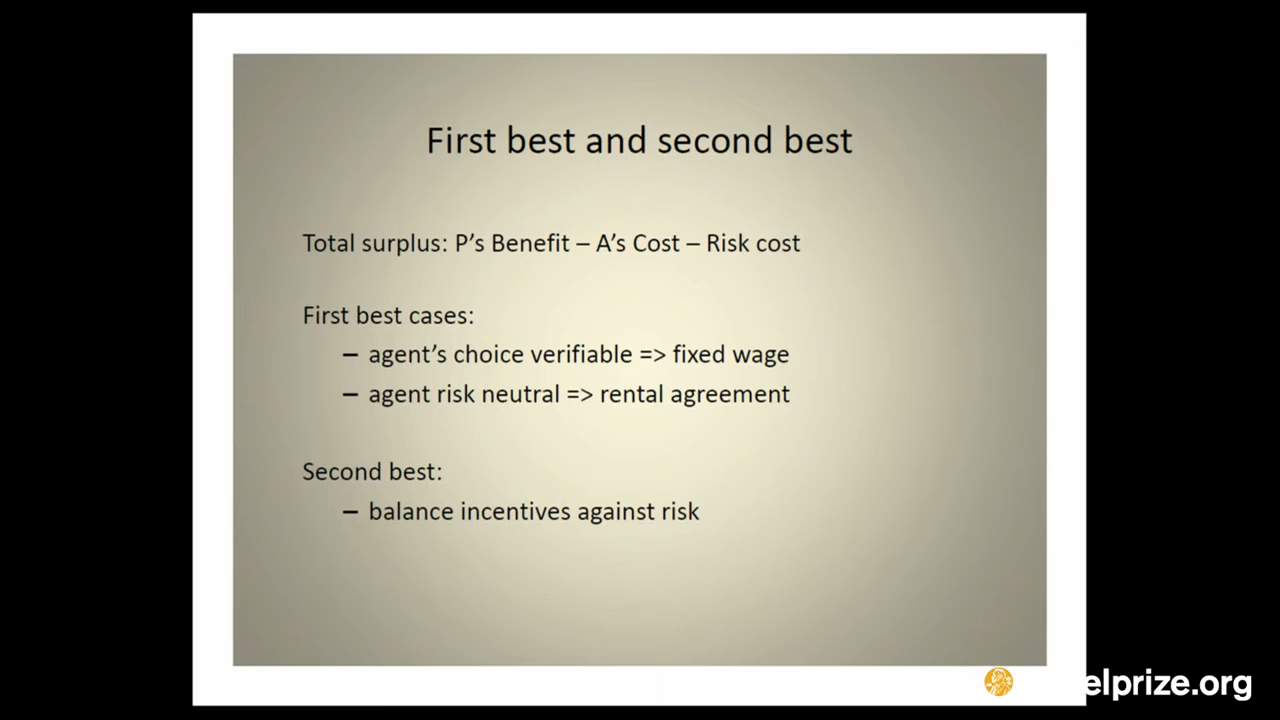 First best and second best
Total surplus: P’s Benefit – A’s Cost – Risk cost
First best cases:
– agent’s choice verifiable => fixed wage
– agent risk neutral => rental agreement
Second best:
– balance incentives against risk
elprize.org